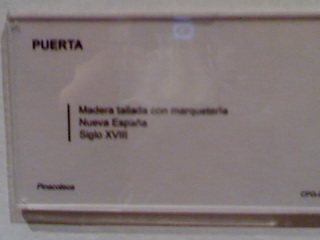 PUERTA
Madera tallada con marquetería
Nueva España
Siglo XVIII
Pinacoteca